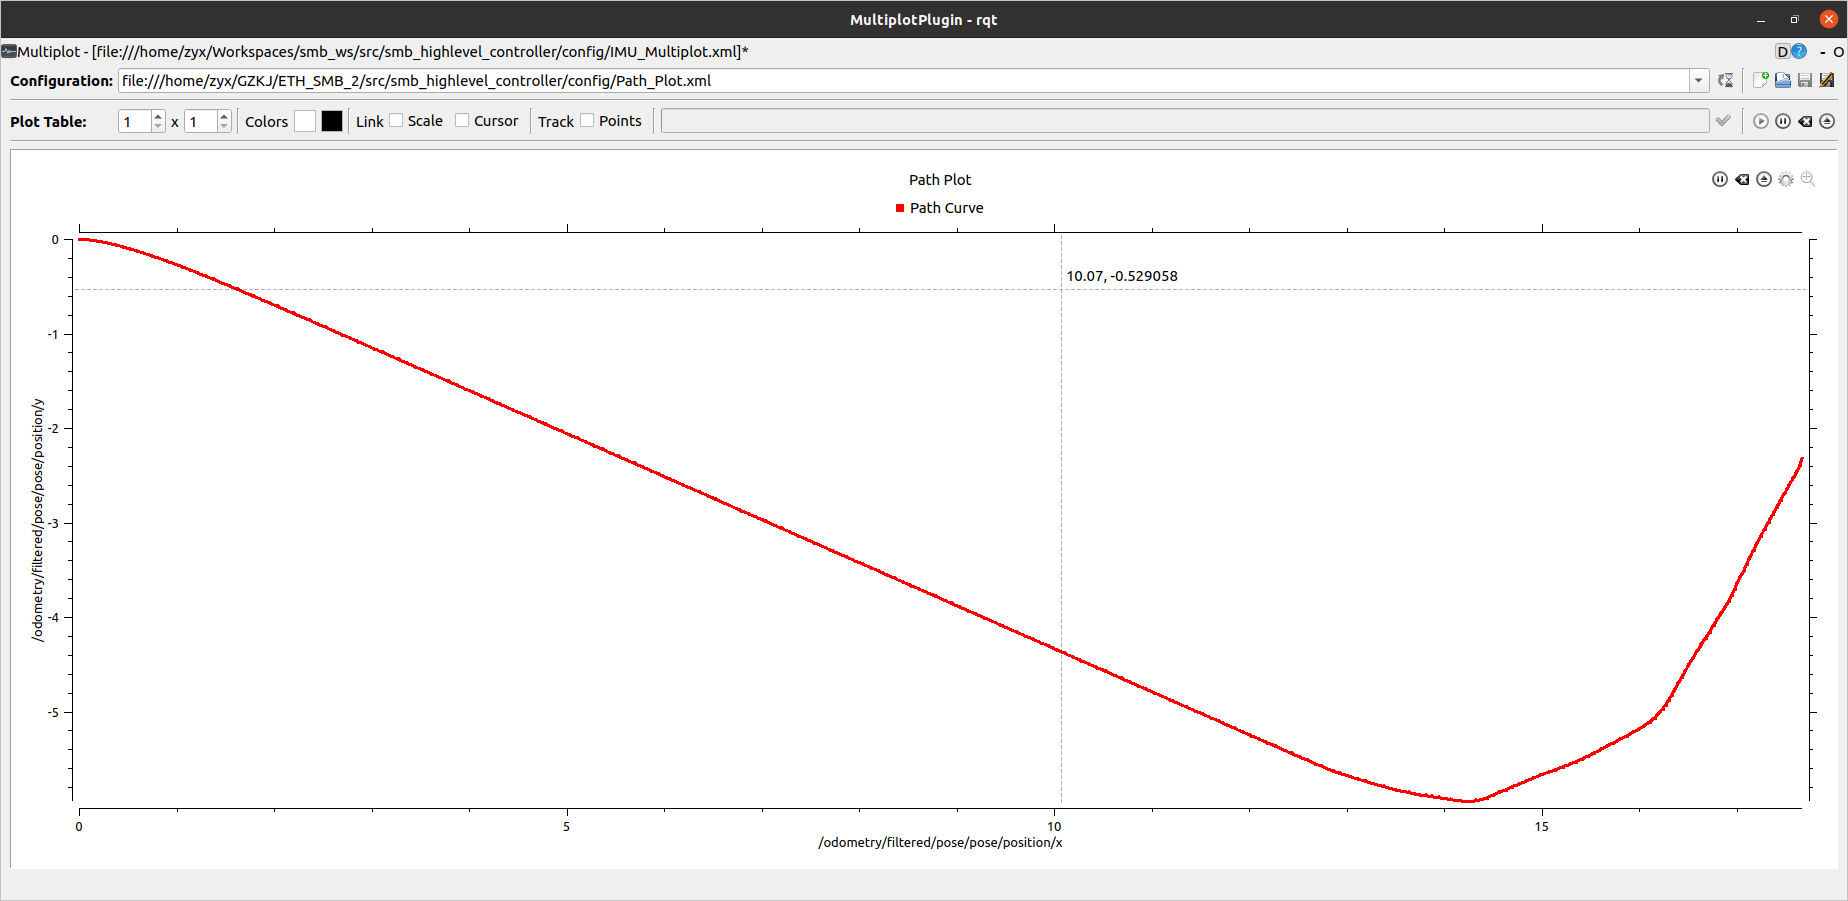 MultiplotPlugin - rqt
Multiplot - [file:///home/zyx/Workspaces/smb_ws/src/smb_highlevel_controller/config/IMU_Multiplot.xml]*
D ? - O
Configuration: file:///home/zyx/GZKJ/ETH_SMB_2/src/smb_highlevel_controller/config/Path_Plot.xml
Plot Table: 1 x 1 Colors Link Scale Cursor Track Points
Path Plot
Path Curve
10.07, -0.529058
0
-1
-2
-3
-4
-5
/odometry/filtered/pose/pose/position/y
0 5 10 15
/odometry/filtered/pose/pose/position/x